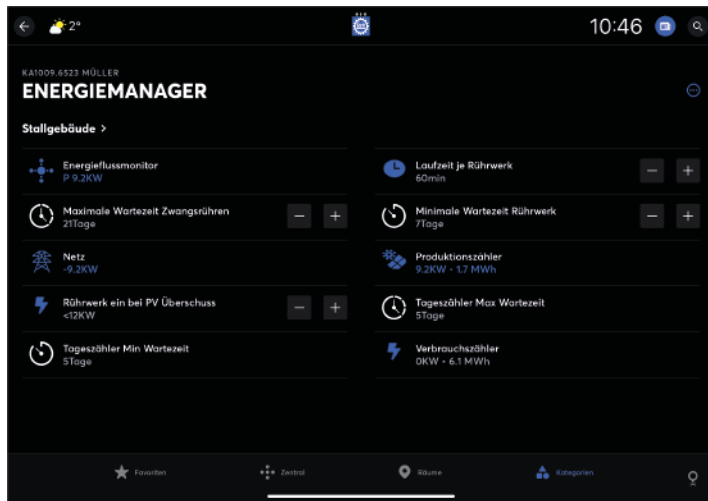 2°
10:46
KA1009.6523 MÜLLER
ENERGIEMANAGER
Stallgebäude >
Energieflussmonitor
P 9.2KW
Laufzeit je Rührwerk
60min
Maximale Wartezeit Zwangsrühren
21Tage
Minimale Wartezeit Rührwerk
7Tage
Netz
-9.2KW
Produktionszähler
9.2KW • 1.7 MWh
Rührwerk ein bei PV Überschuss
<12KW
Tageszähler Max Wartezeit
5Tage
Tageszähler Min Wartezeit
5Tage
Verbrauchszähler
0KW • 6.1 MWh
Favoriten
Zentral
Räume
Kategorien